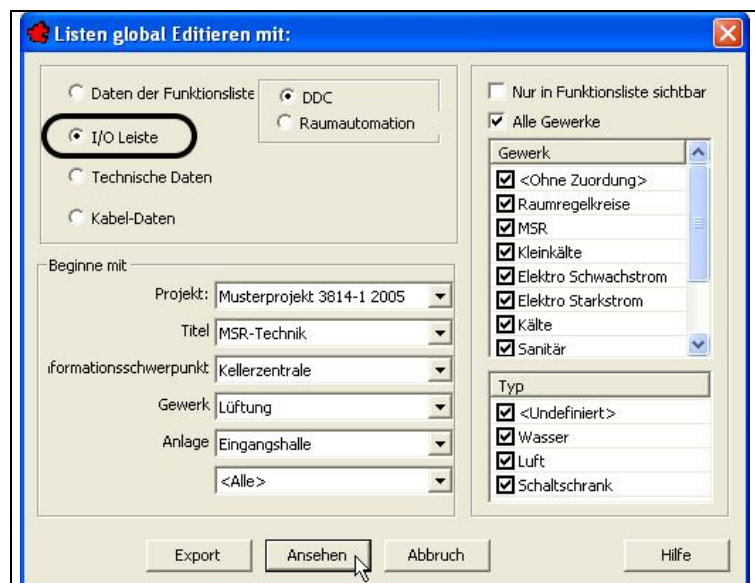 Listen global Editieren mit:
Daten der Funktionsliste
DDC
Raumautomation
I/O Leiste
Technische Daten
Kabel-Daten
Nur in Funktionsliste sichtbar
Alle Gewerke
Gewerk
<Ohne Zuordung>
Raumregelkreise
MSR
Kleinkälte
Elektro Schwachstrom
Elektro Starkstrom
Kälte
Sanitär
Beginne mit
Projekt: Musterprojekt 3814-1 2005
Titel MSR-Technik
ıformationsschwerpunkt Kellerzentrale
Gewerk Lüftung
Anlage Eingangshalle
<Alle>
Typ
<Undefiniert>
Wasser
Luft
Schaltschrank
Export
Ansehen
Abbruch
Hilfe